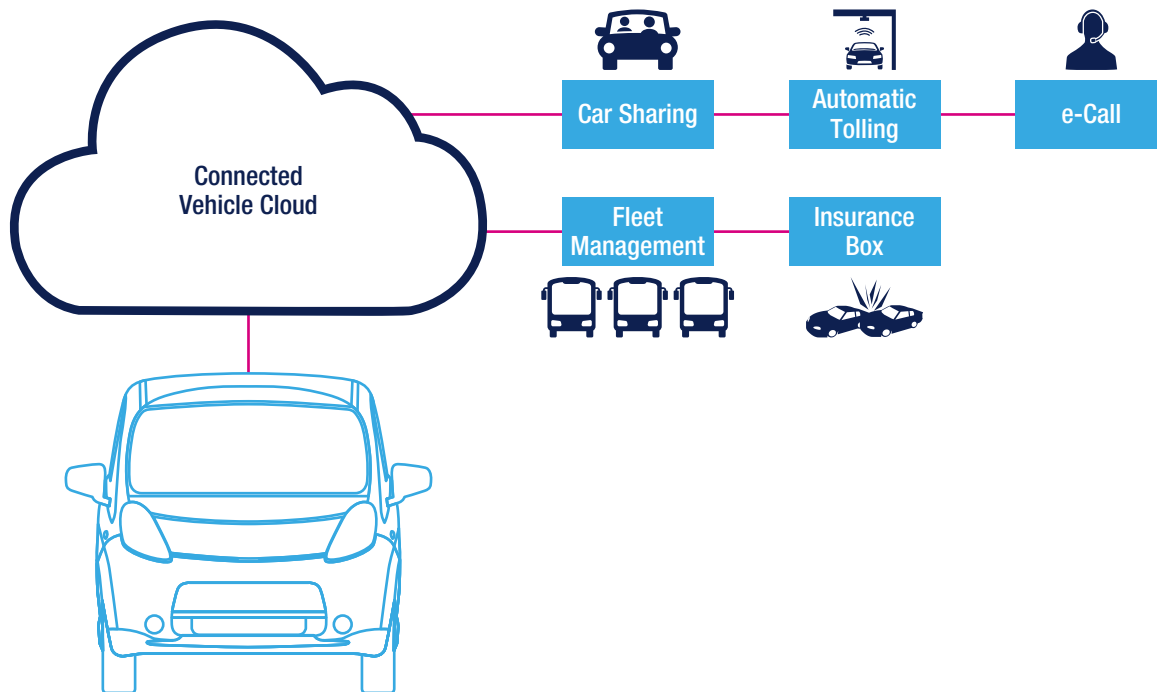 Connected
Vehicle Cloud
Car Sharing
Automatic
Tolling
e-Call
Fleet
Management
Insurance
Box